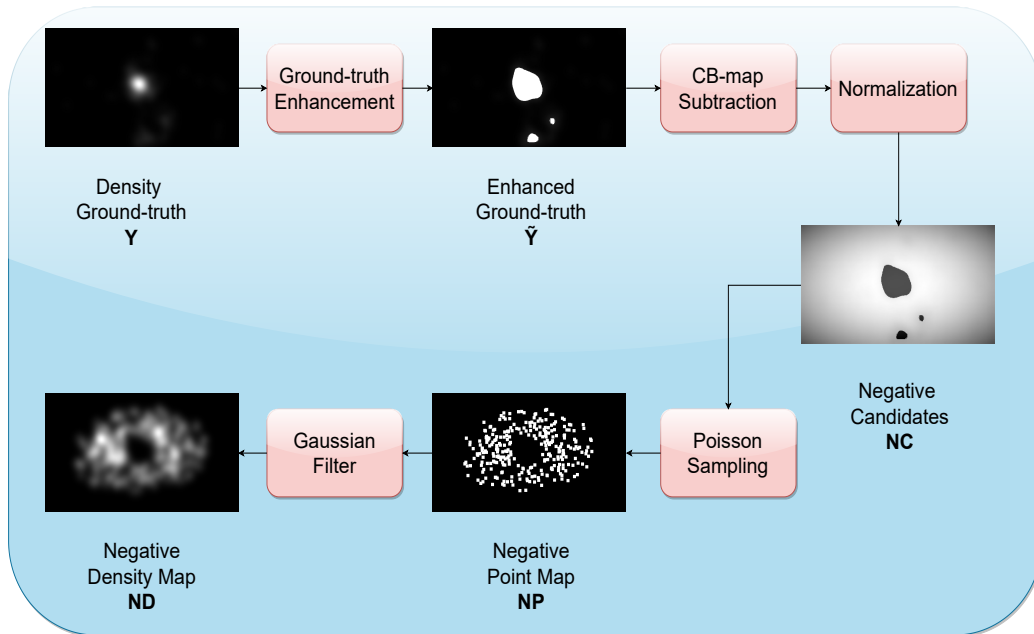 Ground-truth
Enhancement
CB-map
Subtraction
Normalization
Density
Ground-truth
Y
Enhanced
Ground-truth
Ỹ
Negative
Candidates
NC
Poisson
Sampling
Gaussian
Filter
Negative
Point Map
NP
Negative
Density Map
ND